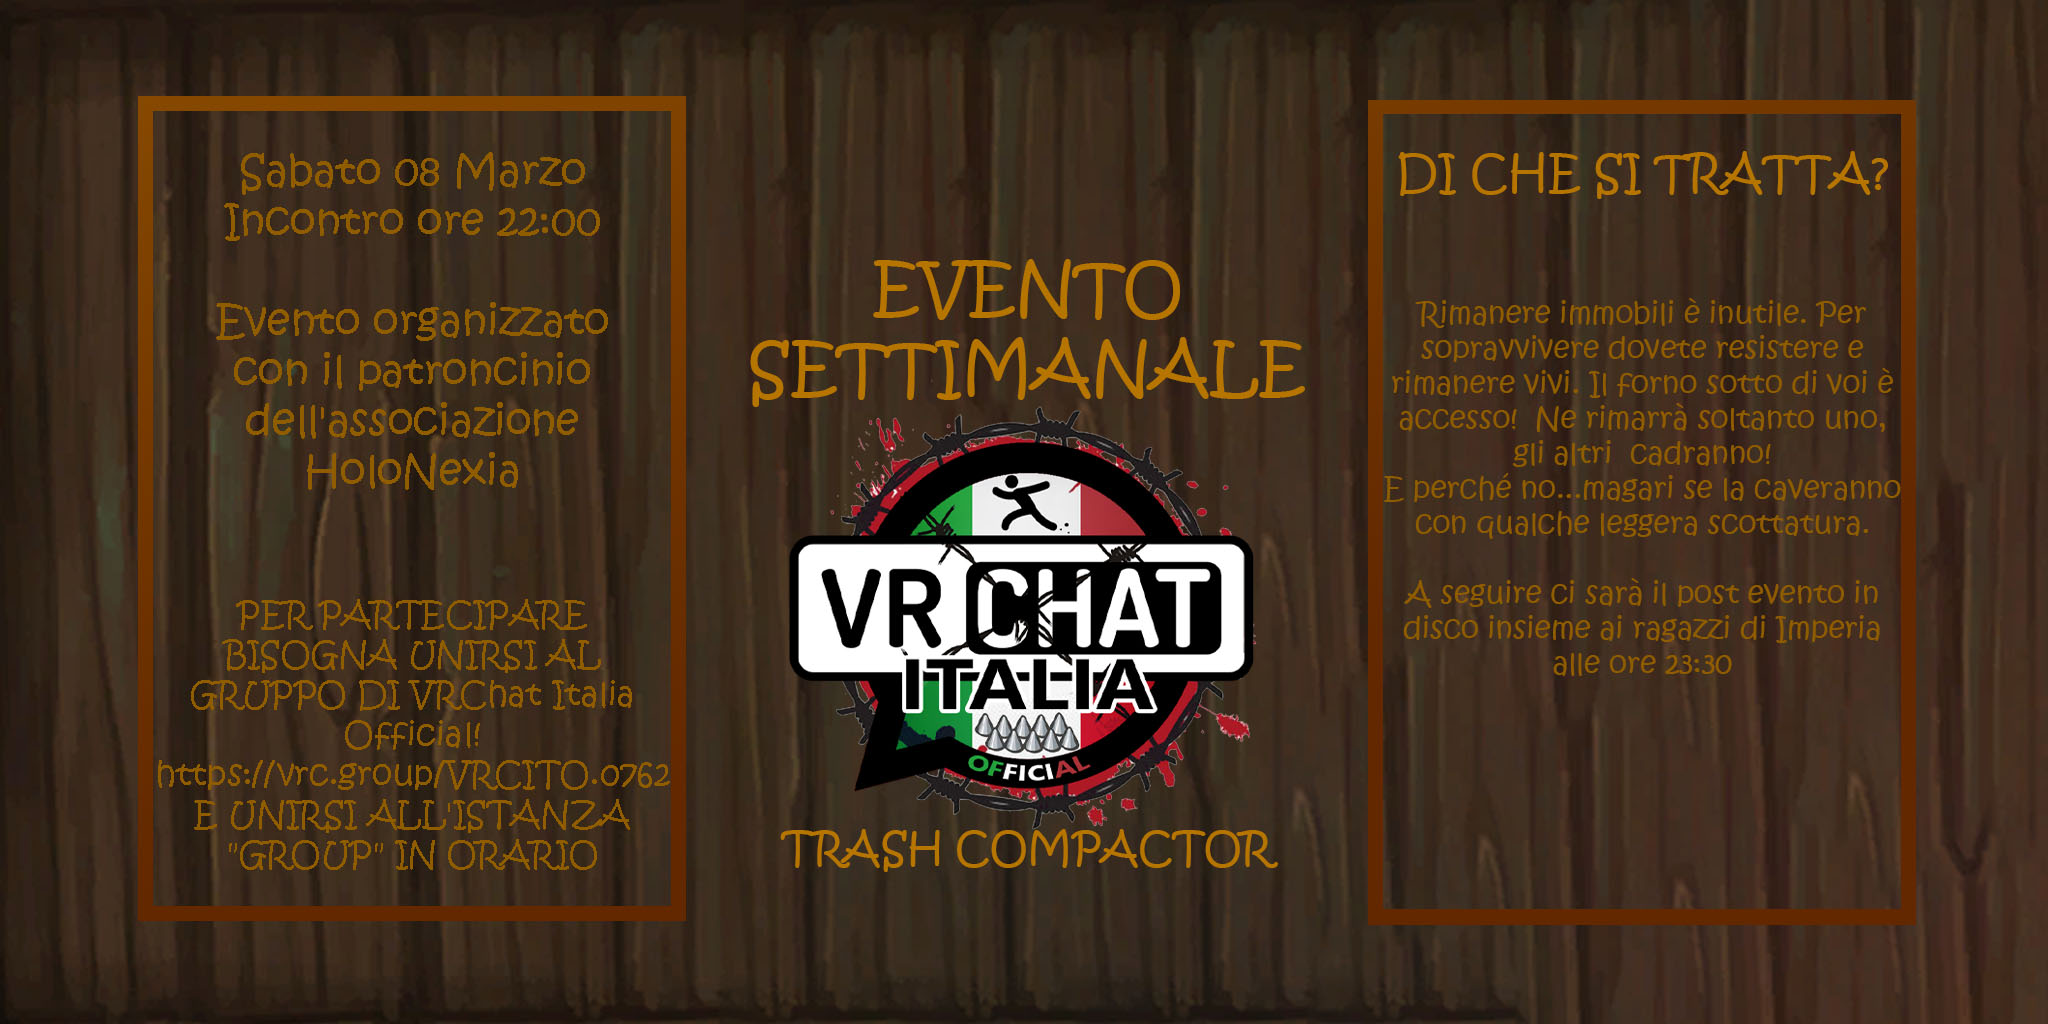 Sabato 08 Marzo
Incontro ore 22:00
Evento organizzato
con il patroncinio
dell'associazione
HoloNexia
PER PARTECIPARE
BISOGNA UNIRSI AL
GRUPPO DI VRChat Italia
Official!
https://vrc.group/VRCITO.0762
E UNIRSI ALL'ISTANZA
"GROUP" IN ORARIO
EVENTO
SETTIMANALE
VRCHAT
ITALIA
OFFICIAL
TRASH COMPACTOR
DI CHE SI TRATTA?
Rimanere immobili è inutile. Per
sopravvivere dovete resistere e
rimanere vivi. Il forno sotto di voi è
accesso!  Ne rimarrà soltanto uno,
gli altri  cadranno!
E perché no...magari se la caveranno
con qualche leggera scottatura.
A seguire ci sarà il post evento in
disco insieme ai ragazzi di Imperia
alle ore 23:30